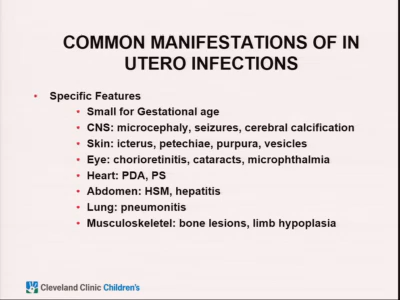 COMMON MANIFESTATIONS OF IN
UTERO INFECTIONS
• Specific Features
• Small for Gestational age
• CNS: microcephaly, seizures, cerebral calcification
• Skin: icterus, petechiae, purpura, vesicles
• Eye: chorioretinitis, cataracts, microphthalmia
• Heart: PDA, PS
• Abdomen: HSM, hepatitis
• Lung: pneumonitis
• Musculoskeletel: bone lesions, limb hypoplasia
Cleveland Clinic Children's